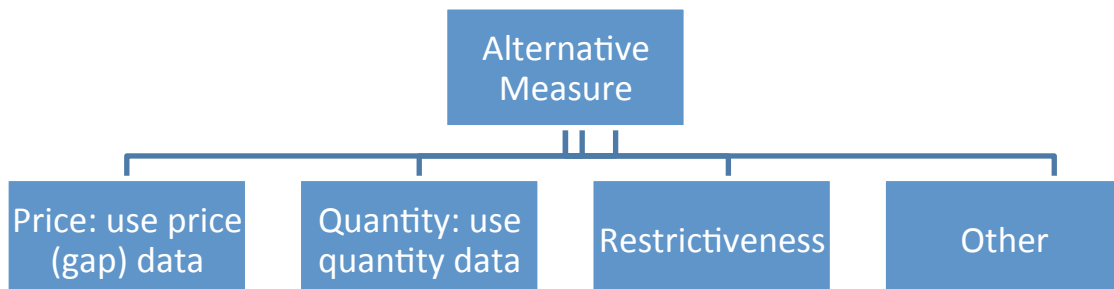 Alternative
Measure
Price: use price
(gap) data
Quantity: use
quantity data
Restrictiveness
Other